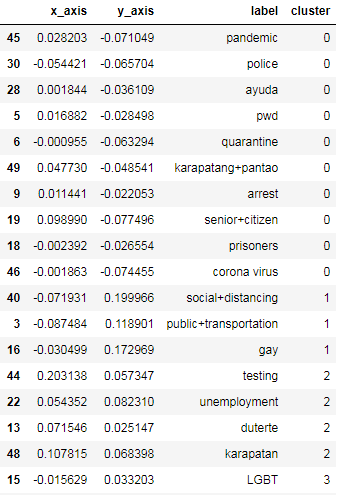 x_axis y_axis label cluster
45 0.028203 -0.071049 pandemic 0
30 -0.054421 -0.065704 police 0
28 0.001844 -0.036109 ayuda 0
5 0.016882 -0.028498 pwd 0
6 -0.000955 -0.063294 quarantine 0
49 0.047730 -0.048541 karapatang+pantao 0
9 0.011441 -0.022053 arrest 0
19 0.098990 -0.077496 senior+citizen 0
18 -0.002392 -0.026554 prisoners 0
46 -0.001863 -0.074455 corona virus 0
40 -0.071931 0.199966 social+distancing 1
3 -0.087484 0.118901 public+transportation 1
16 -0.030499 0.172969 gay 1
44 0.203138 0.057347 testing 2
22 0.054352 0.082310 unemployment 2
13 0.071546 0.025147 duterte 2
48 0.107815 0.068398 karapatan 2
15 -0.015629 0.033203 LGBT 3